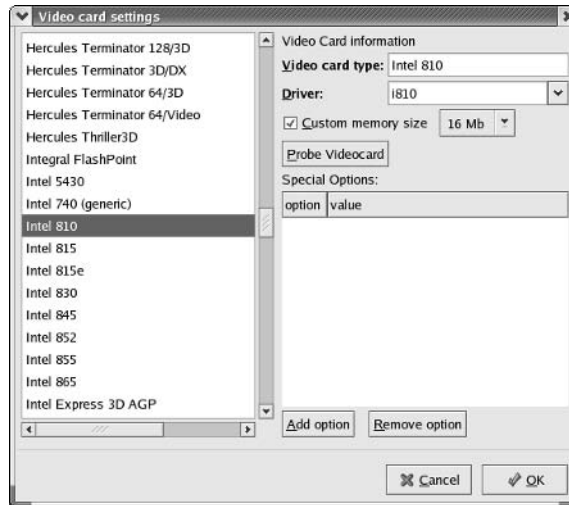 Video card settings
Hercules Terminator 128/3D
Hercules Terminator 3D/DX
Hercules Terminator 64/3D
Hercules Terminator 64/Video
Hercules Thriller3D
Integral FlashPoint
Intel 5430
Intel 740 (generic)
Intel 810
Intel 815
Intel 815e
Intel 830
Intel 845
Intel 852
Intel 855
Intel 865
Intel Express 3D AGP
Video Card information
Video card type: Intel 810
Driver: i810
Custom memory size 16 Mb
Probe Videocard
Special Options:
option value
Add option Remove option
Cancel OK